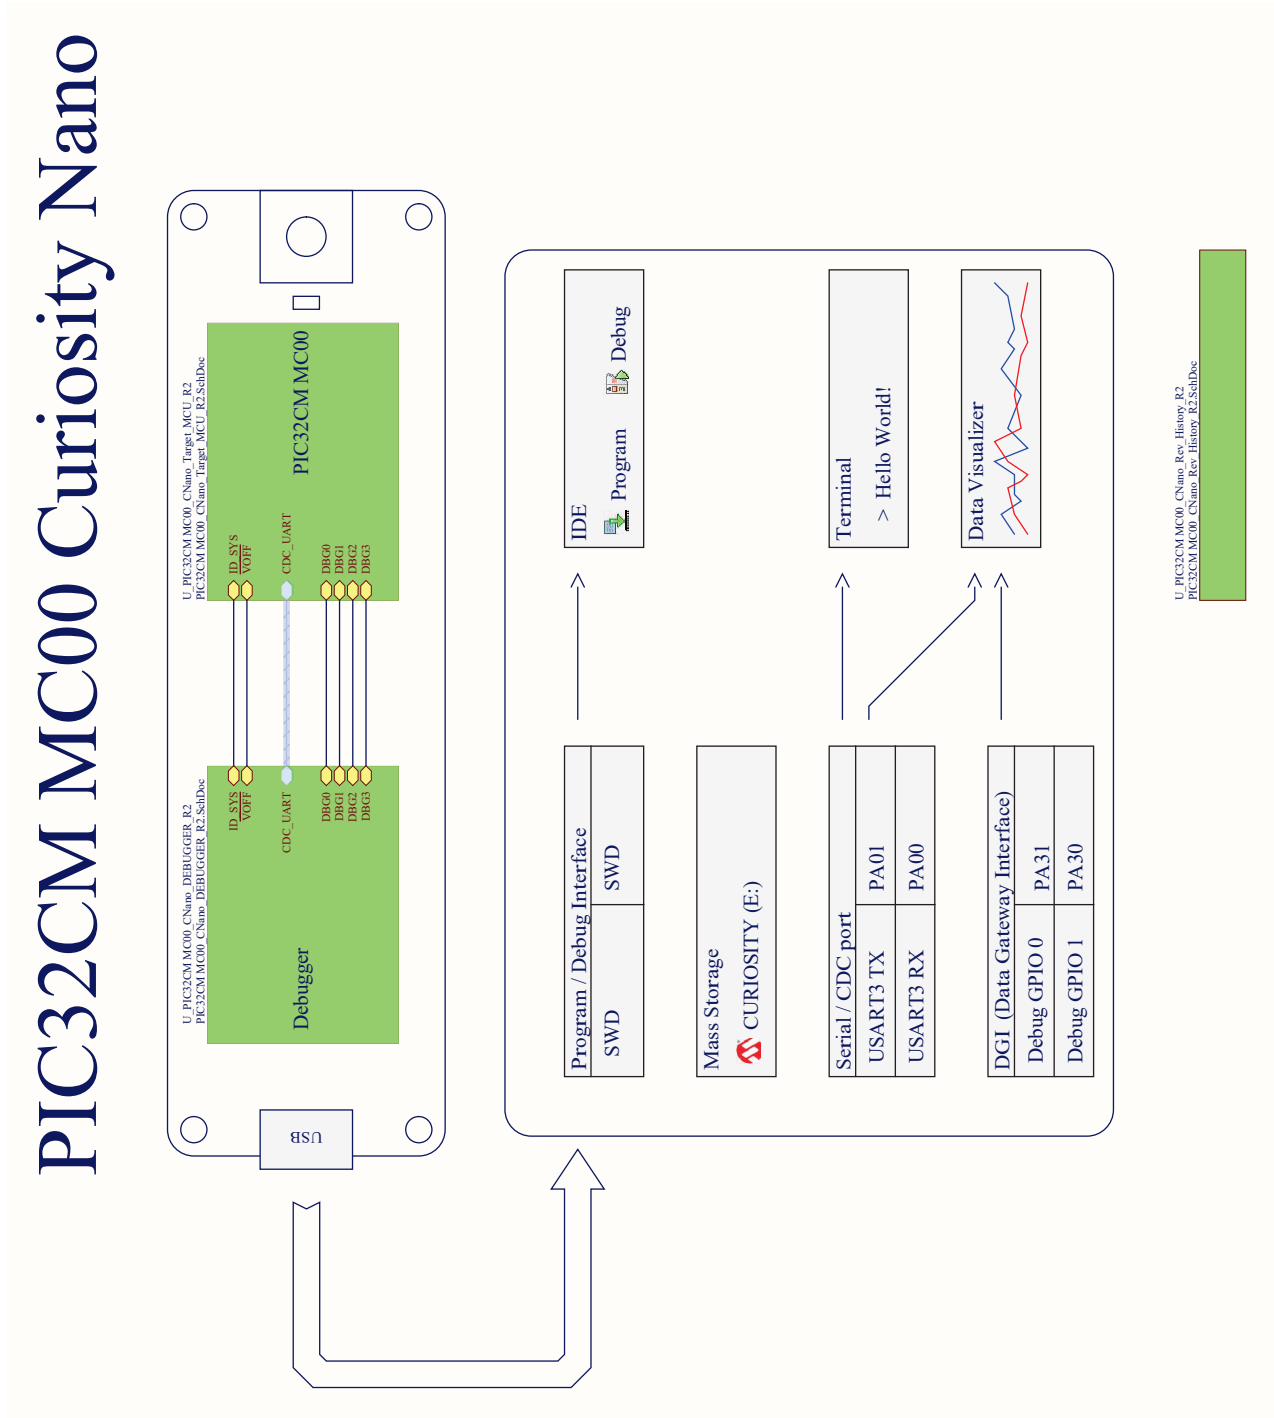 PIC32CM MC00 Curiosity Nano
U_PIC32CM MC00_CNano_DEBUGGER_R2
PIC32CM MC00_CNano_DEBUGGER_R2.SchDoc
ID_SYS
VOFF
CDC_UART
DBG0
DBG1
DBG2
DBG3
Debugger
U_PIC32CM MC00_CNano_Target_MCU_R2
PIC32CM MC00_CNano_Target_MCU_R2.SchDoc
ID_SYS
VOFF
CDC_UART
DBG0
DBG1
DBG2
DBG3
PIC32CM MC00
USB
Program / Debug Interface
SWD SWD
IDE
Program Debug
Mass Storage
CURIOSITY (E:)
Serial / CDC port
USART3 TX PA01
USART3 RX PA00
Terminal
> Hello World!
DGI (Data Gateway Interface)
Debug GPIO 0 PA31
Debug GPIO 1 PA30
Data Visualizer
U_PIC32CM MC00_CNano_Rev_History_R2
PIC32CM MC00_CNano_Rev_History_R2.SchDoc